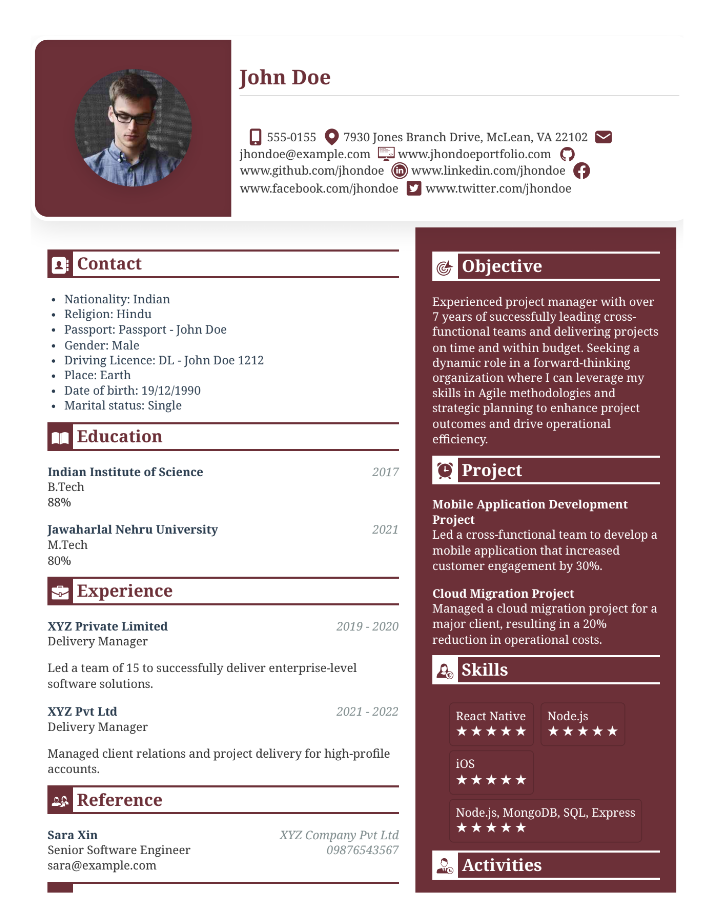 John Doe
555-0155 7930 Jones Branch Drive, McLean, VA 22102
jhondoe@example.com www.jhondoeportfolio.com
www.github.com/jhondoe www.linkedin.com/jhondoe
www.facebook.com/jhondoe www.twitter.com/jhondoe
Contact
• Nationality: Indian
• Religion: Hindu
• Passport: Passport - John Doe
• Gender: Male
• Driving Licence: DL - John Doe 1212
• Place: Earth
• Date of birth: 19/12/1990
• Marital status: Single
Education
Indian Institute of Science 2017
B.Tech
88%
Jawaharlal Nehru University 2021
M.Tech
80%
Experience
XYZ Private Limited 2019 - 2020
Delivery Manager
Led a team of 15 to successfully deliver enterprise-level
software solutions.
XYZ Pvt Ltd 2021 - 2022
Delivery Manager
Managed client relations and project delivery for high-profile
accounts.
Reference
Sara Xin XYZ Company Pvt Ltd
Senior Software Engineer 09876543567
sara@example.com
Objective
Experienced project manager with over
7 years of successfully leading cross-
functional teams and delivering projects
on time and within budget. Seeking a
dynamic role in a forward-thinking
organization where I can leverage my
skills in Agile methodologies and
strategic planning to enhance project
outcomes and drive operational
efficiency.
Project
Mobile Application Development
Project
Led a cross-functional team to develop a
mobile application that increased
customer engagement by 30%.
Cloud Migration Project
Managed a cloud migration project for a
major client, resulting in a 20%
reduction in operational costs.
Skills
React Native Node.js
★★★★★ ★★★★★
iOS
★★★★★
Node.js, MongoDB, SQL, Express
★★★★★
Activities